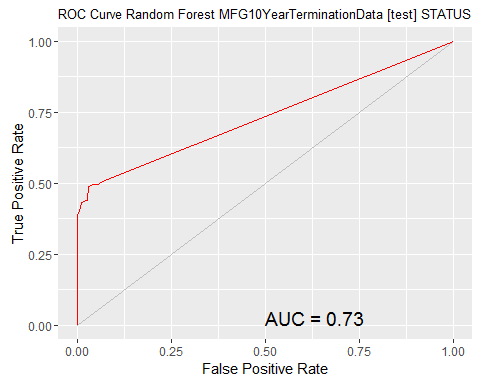 ROC Curve Random Forest MFG10YearTerminationData [test] STATUS
1.00
0.75
0.50
0.25
0.00
True Positive Rate
AUC = 0.73
0.00 0.25 0.50 0.75 1.00
False Positive Rate